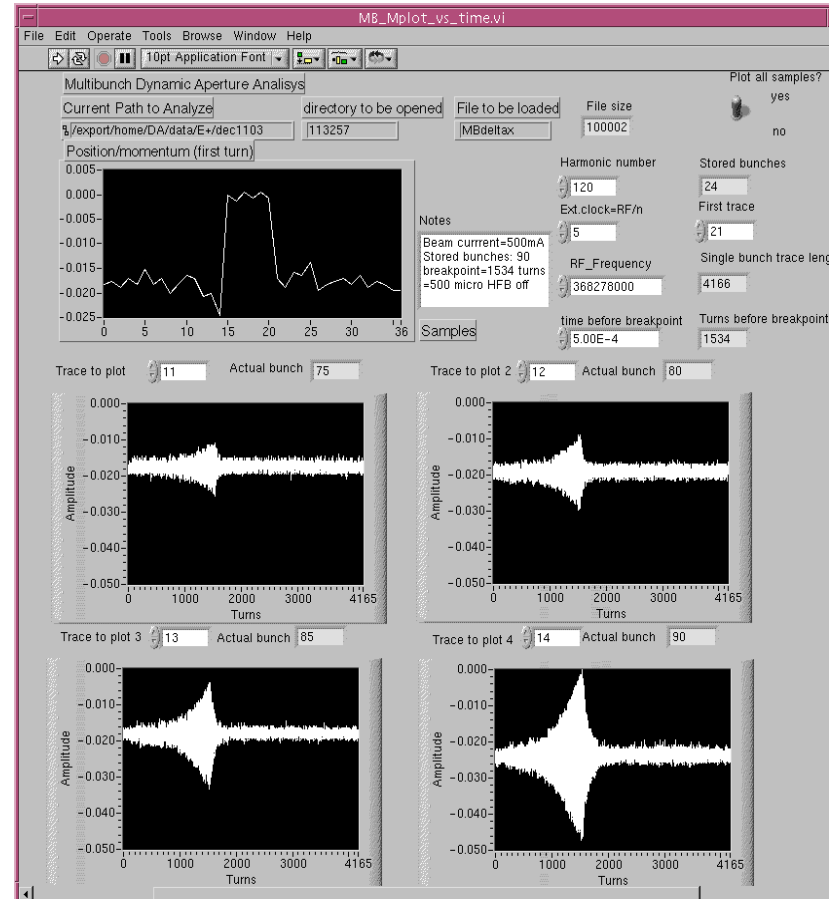 MB_Mplot_vs_time.vi
File Edit Operate Tools Browse Window Help
10pt Application Font
Multibunch Dynamic Aperture Analisys
Plot all samples?
yes
no
Current Path to Analyze
directory to be opened
File to be loaded
File size
/export/home/DA/data/E+/dec1103
113257
MBdeltax
100002
Position/momentum (first turn)
0.005
0.000
-0.005
-0.010
-0.015
-0.020
-0.025
0 5 10 15 20 25 30 36
Notes
Beam currrent=500mA
Stored bunches: 90
breakpoint=1534 turns
=500 micro HFB off
Samples
Harmonic number
120
Stored bunches
24
Ext.clock=RF/n
5
First trace
21
RF_Frequency
368278000
Single bunch trace leng
4166
time before breakpoint
5.00E-4
Turns before breakpoint
1534
Trace to plot 11 Actual bunch 75
0.000
-0.010
-0.020
-0.030
-0.040
-0.050
Amplitude
0 1000 2000 3000 4165
Turns
Trace to plot 2 12 Actual bunch 80
0.000
-0.010
-0.020
-0.030
-0.040
-0.050
Amplitude
0 1000 2000 3000 4165
Turns
Trace to plot 3 13 Actual bunch 85
0.000
-0.010
-0.020
-0.030
-0.040
-0.050
Amplitude
0 1000 2000 3000 4165
Turns
Trace to plot 4 14 Actual bunch 90
0.000
-0.010
-0.020
-0.030
-0.040
-0.050
Amplitude
0 1000 2000 3000 4165
Turns